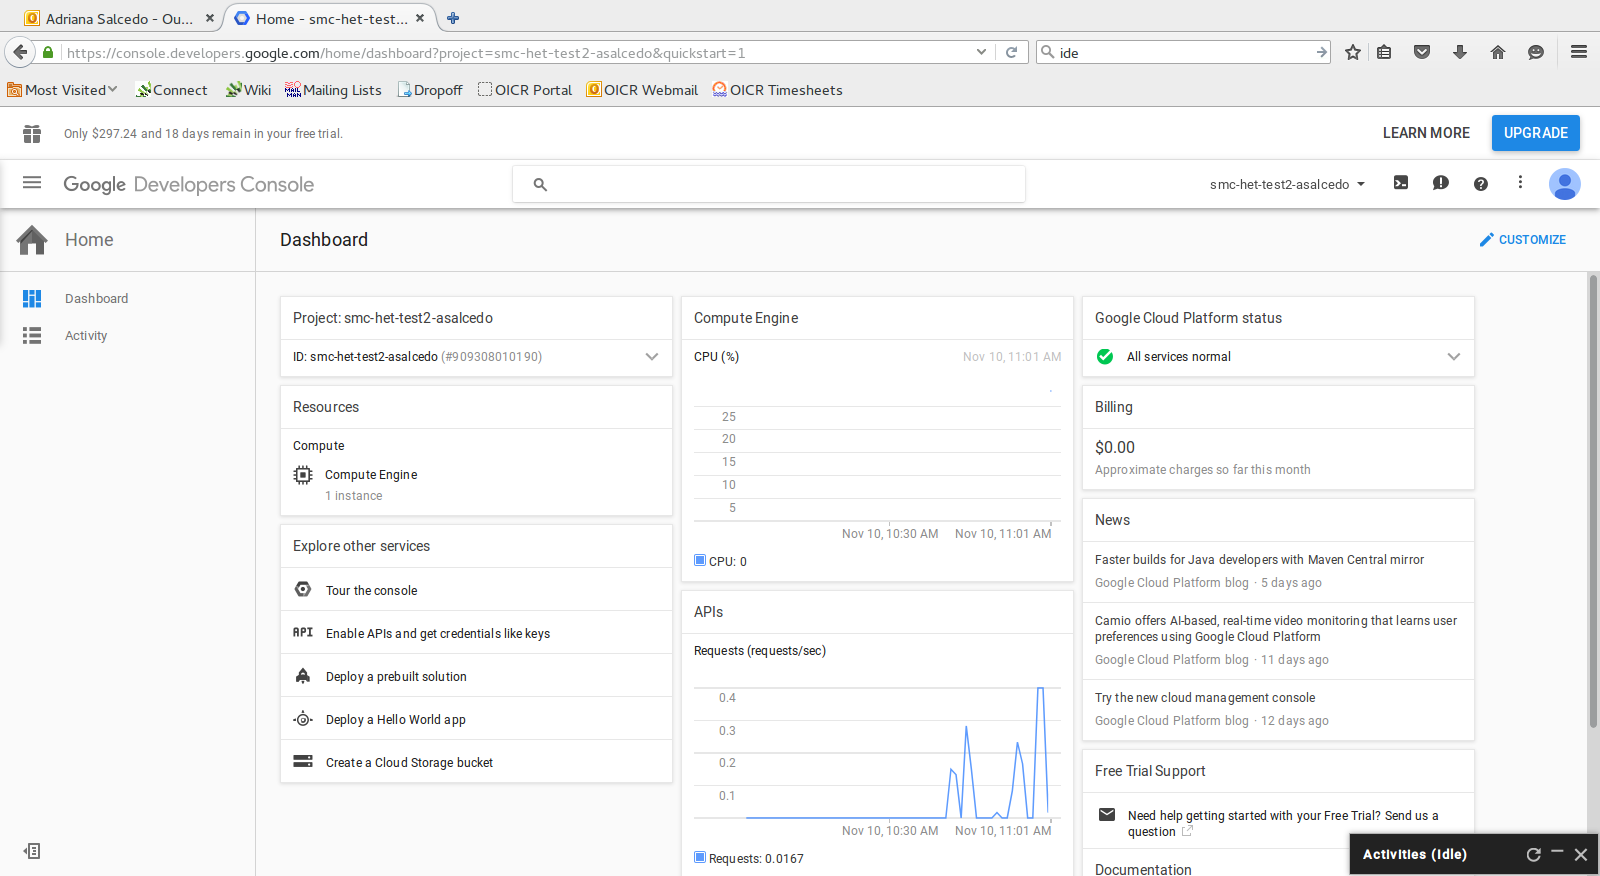 Adriana Salcedo - Ou...
Home - smc-het-test...
https://console.developers.google.com/home/dashboard?project=smc-het-test2-asalcedo&quickstart=1
ide
Most Visited
Connect
Wiki
Mailing Lists
Dropoff
OICR Portal
OICR Webmail
OICR Timesheets
Only $297.24 and 18 days remain in your free trial.
LEARN MORE
UPGRADE
Google Developers Console
smc-het-test2-asalcedo
Home
Dashboard
CUSTOMIZE
Dashboard
Activity
Project: smc-het-test2-asalcedo
ID: smc-het-test2-asalcedo (#909308010190)
Resources
Compute
Compute Engine
1 instance
Explore other services
Tour the console
API Enable APIs and get credentials like keys
Deploy a prebuilt solution
Deploy a Hello World app
Create a Cloud Storage bucket
Compute Engine
CPU (%)
Nov 10, 11:01 AM
25
20
15
10
5
Nov 10, 10:30 AM
Nov 10, 11:01 AM
CPU: 0
APIs
Requests (requests/sec)
0.4
0.3
0.2
0.1
Nov 10, 10:30 AM
Nov 10, 11:01 AM
Requests: 0.0167
Google Cloud Platform status
All services normal
Billing
$0.00
Approximate charges so far this month
News
Faster builds for Java developers with Maven Central mirror
Google Cloud Platform blog · 5 days ago
Camio offers AI-based, real-time video monitoring that learns user
preferences using Google Cloud Platform
Google Cloud Platform blog · 11 days ago
Try the new cloud management console
Google Cloud Platform blog · 12 days ago
Free Trial Support
Need help getting started with your Free Trial? Send us a
question
Documentation
Activities (Idle)